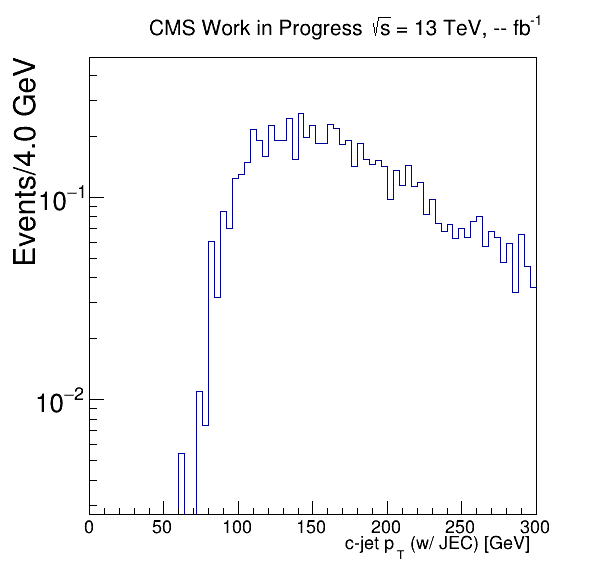 CMS Work in Progress √s = 13 TeV, -- fb⁻¹
Events/4.0 GeV
10⁻¹
10⁻²
0 50 100 150 200 250 300
c-jet p_T (w/ JEC) [GeV]